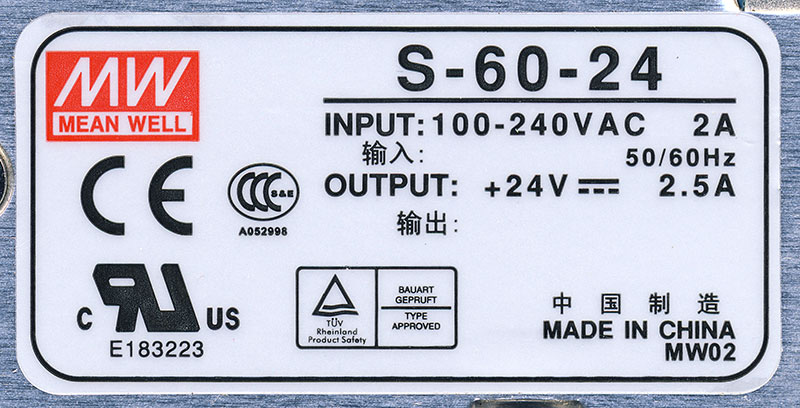 MW
MEAN WELL
S-60-24
INPUT: 100-240VAC 2A
输入: 50/60Hz
OUTPUT: +24V 2.5A
输出:
CE
CCC S&E
A052998
C RU US
E183223
TÜV
Rheinland
Product Safety
BAUART
GEPRUFT
TYPE
APPROVED
中国制造
MADE IN CHINA
MW02